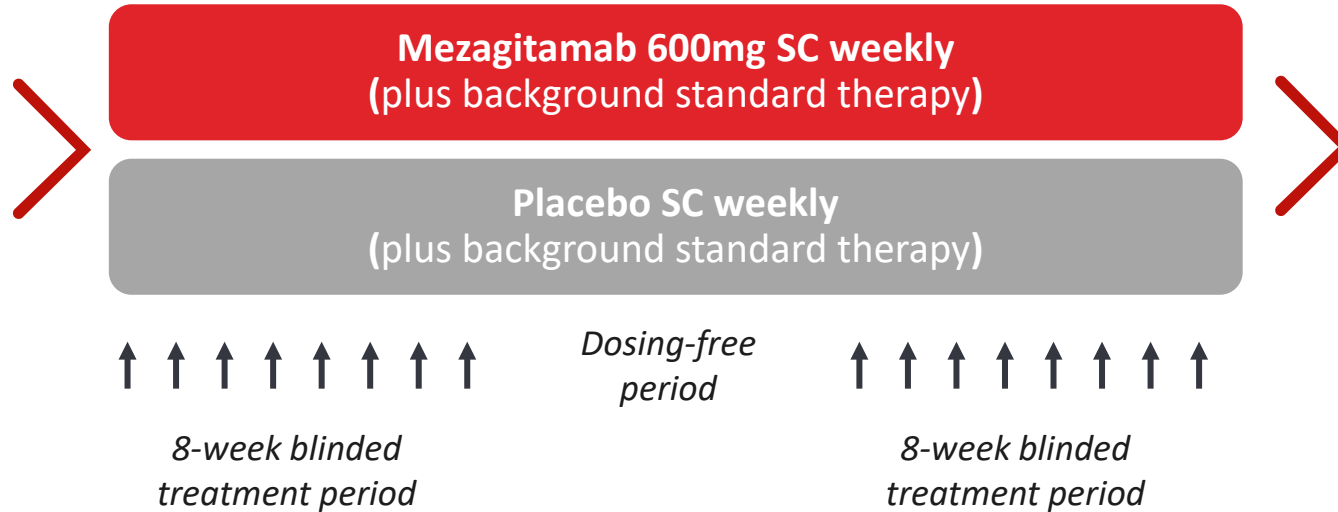 Mezagitamab 600mg SC weekly
(plus background standard therapy)
Placebo SC weekly
(plus background standard therapy)
Dosing-free
period
8-week blinded
treatment period
8-week blinded
treatment period